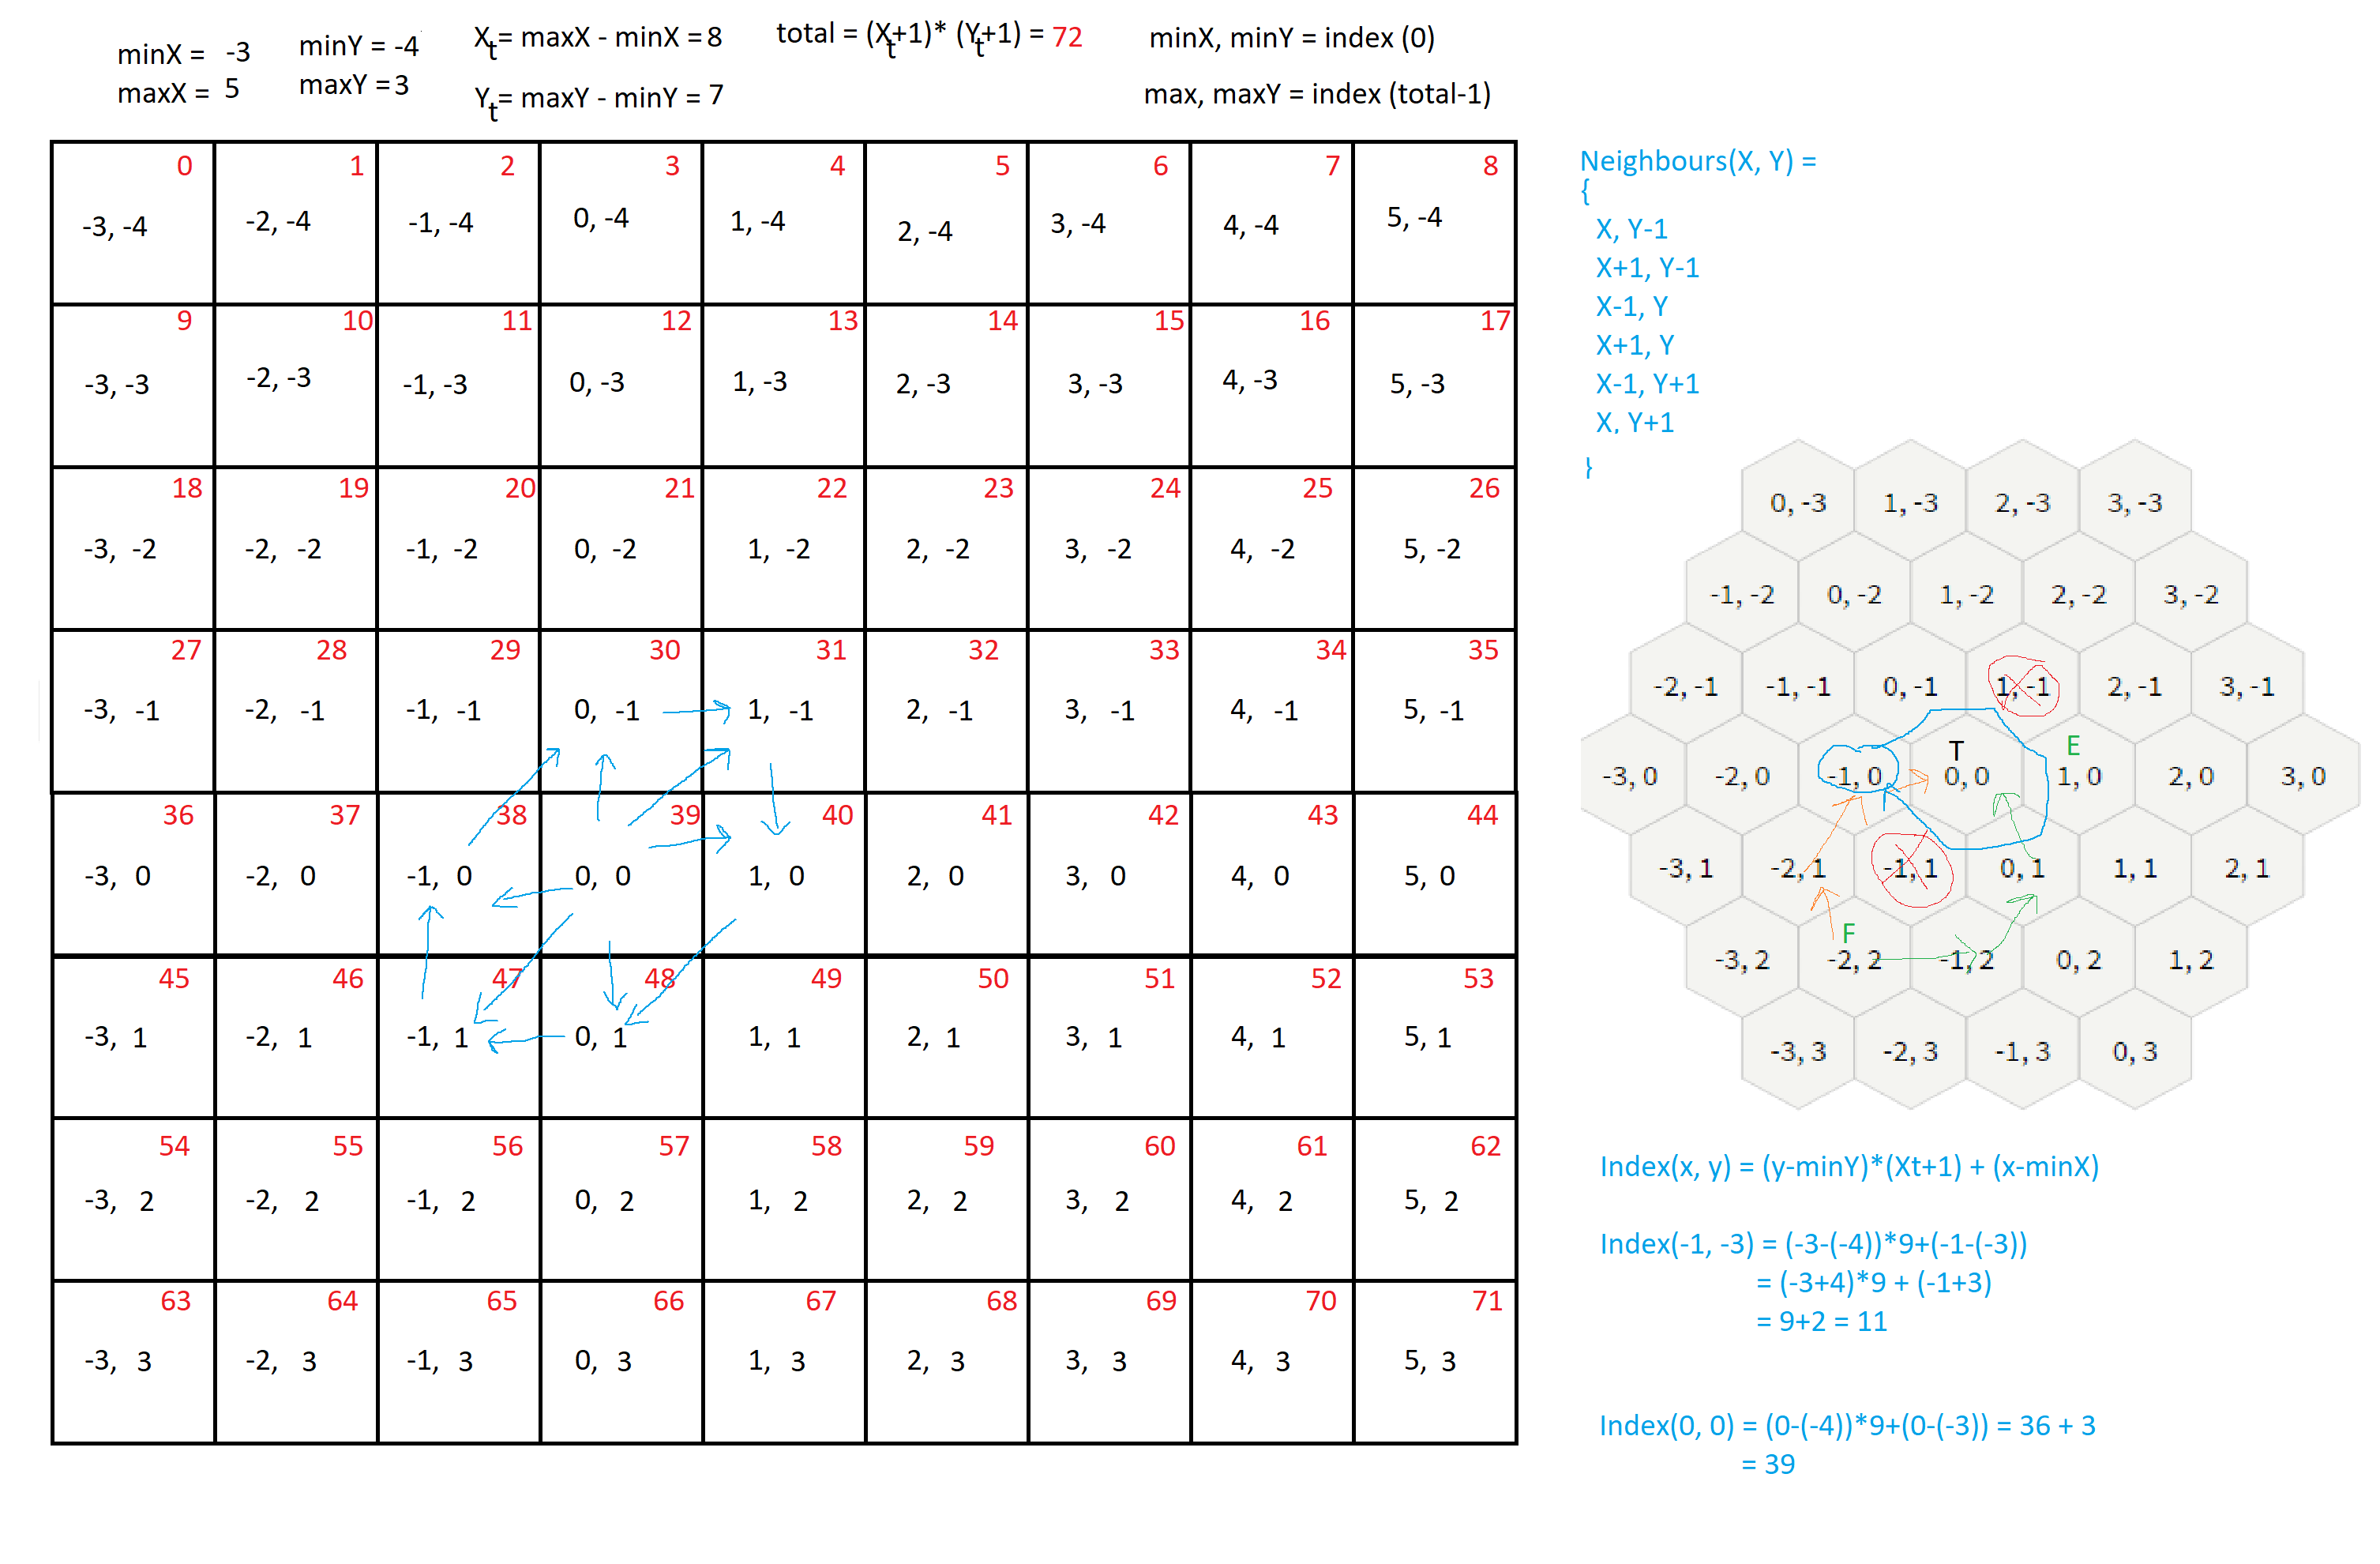 minX = -3
maxX = 5
minY = -4
maxY = 3
Xt= maxX - minX = 8
Yt= maxY - minY = 7
total = (Xt+1)* (Yt+1) = 72
minX, minY = index (0)
max, maxY = index (total-1)
0 1 2 3 4 5 6 7 8
-3, -4 -2, -4 -1, -4 0, -4 1, -4 2, -4 3, -4 4, -4 5, -4
9 10 11 12 13 14 15 16 17
-3, -3 -2, -3 -1, -3 0, -3 1, -3 2, -3 3, -3 4, -3 5, -3
18 19 20 21 22 23 24 25 26
-3, -2 -2, -2 -1, -2 0, -2 1, -2 2, -2 3, -2 4, -2 5, -2
27 28 29 30 31 32 33 34 35
-3, -1 -2, -1 -1, -1 0, -1 1, -1 2, -1 3, -1 4, -1 5, -1
36 37 38 39 40 41 42 43 44
-3, 0 -2, 0 -1, 0 0, 0 1, 0 2, 0 3, 0 4, 0 5, 0
45 46 47 48 49 50 51 52 53
-3, 1 -2, 1 -1, 1 0, 1 1, 1 2, 1 3, 1 4, 1 5, 1
54 55 56 57 58 59 60 61 62
-3, 2 -2, 2 -1, 2 0, 2 1, 2 2, 2 3, 2 4, 2 5, 2
63 64 65 66 67 68 69 70 71
-3, 3 -2, 3 -1, 3 0, 3 1, 3 2, 3 3, 3 4, 3 5, 3
Neighbours(X, Y) =
{
X, Y-1
X+1, Y-1
X-1, Y
X+1, Y
X-1, Y+1
X, Y+1
}
0, -3 1, -3 2, -3 3, -3
-1, -2 0, -2 1, -2 2, -2 3, -2
-2, -1 -1, -1 0, -1 1, -1 2, -1 3, -1
T E
-3, 0 -2, 0 -1, 0 0, 0 1, 0 2, 0 3, 0
-3, 1 -2, 1 -1, 1 0, 1 1, 1 2, 1
F
-3, 2 -2, 2 -1, 2 0, 2 1, 2
-3, 3 -2, 3 -1, 3 0, 3
Index(x, y) = (y-minY)*(Xt+1) + (x-minX)
Index(-1, -3) = (-3-(-4))*9+(-1-(-3))
= (-3+4)*9 + (-1+3)
= 9+2 = 11
Index(0, 0) = (0-(-4))*9+(0-(-3)) = 36 + 3
= 39